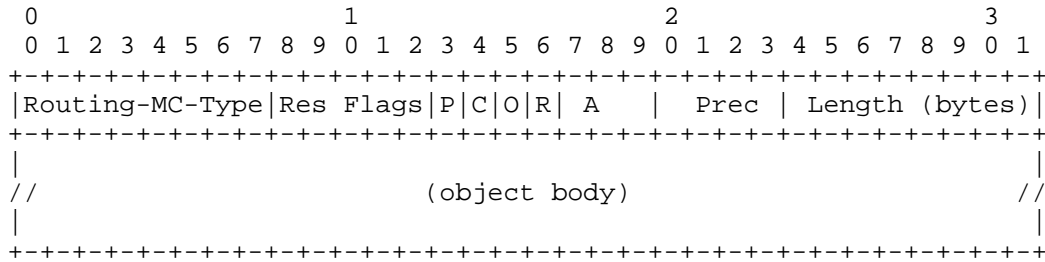 0                   1                   2                   3
 0 1 2 3 4 5 6 7 8 9 0 1 2 3 4 5 6 7 8 9 0 1 2 3 4 5 6 7 8 9 0 1
+-+-+-+-+-+-+-+-+-+-+-+-+-+-+-+-+-+-+-+-+-+-+-+-+-+-+-+-+-+-+-+-+
|Routing-MC-Type|Res Flags|P|C|O|R| A   |  Prec | Length (bytes)|
+-+-+-+-+-+-+-+-+-+-+-+-+-+-+-+-+-+-+-+-+-+-+-+-+-+-+-+-+-+-+-+-+
|                                                               |
//                        (object body)                        //
|                                                               |
+-+-+-+-+-+-+-+-+-+-+-+-+-+-+-+-+-+-+-+-+-+-+-+-+-+-+-+-+-+-+-+-+